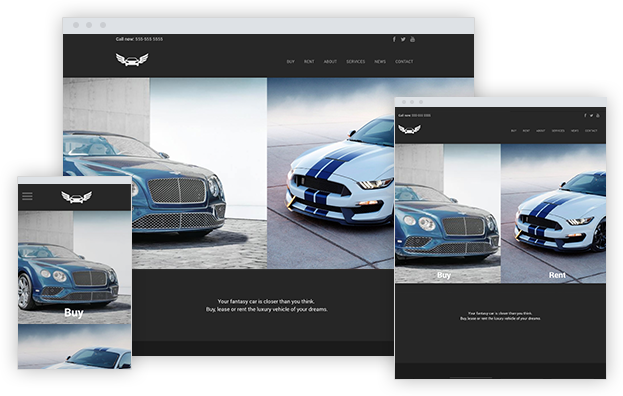 Call now: 555-555-5555
BUY RENT ABOUT SERVICES NEWS CONTACT
Your fantasy car is closer than you think.
Buy, lease or rent the luxury vehicle of your dreams.
Call now: 555-555-5555
BUY RENT ABOUT SERVICES NEWS CONTACT
Buy Rent
Your fantasy car is closer than you think.
Buy, lease or rent the luxury vehicle of your dreams.
Buy